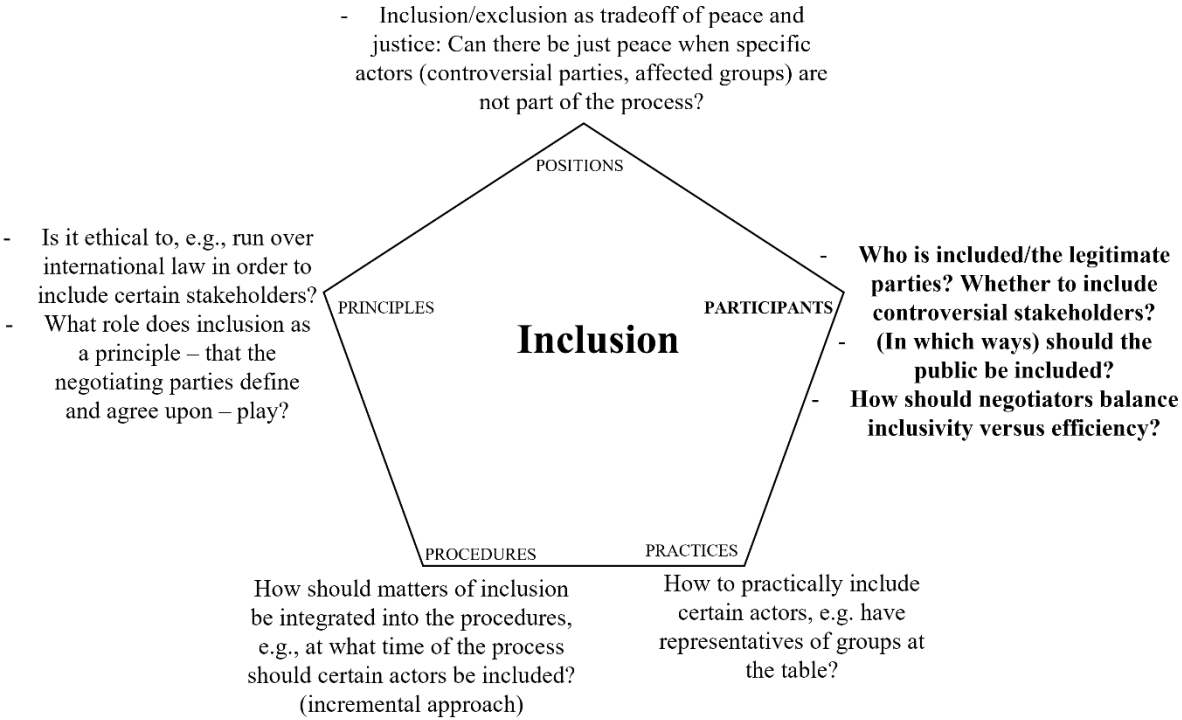 - Inclusion/exclusion as tradeoff of peace and
justice: Can there be just peace when specific
actors (controversial parties, affected groups) are
not part of the process?
POSITIONS
- Is it ethical to, e.g., run over
international law in order to
include certain stakeholders?
- What role does inclusion as
a principle – that the
negotiating parties define
and agree upon – play?
PRINCIPLES
Inclusion
PARTICIPANTS
- Who is included/the legitimate
parties? Whether to include
controversial stakeholders?
- (In which ways) should the
public be included?
- How should negotiators balance
inclusivity versus efficiency?
PROCEDURES
How should matters of inclusion
be integrated into the procedures,
e.g., at what time of the process
should certain actors be included?
(incremental approach)
PRACTICES
How to practically include
certain actors, e.g. have
representatives of groups at
the table?